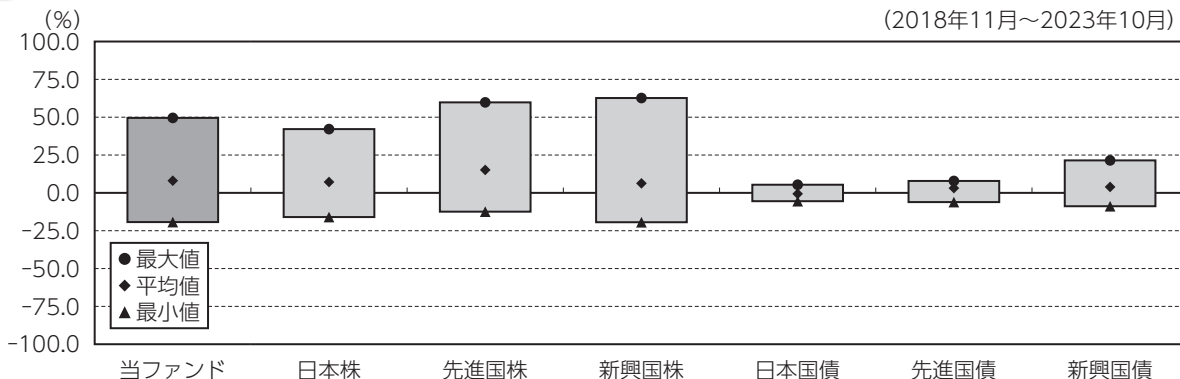 (%)
(2018年11月～2023年10月)
100.0
75.0
50.0
25.0
0.0
-25.0
-50.0
-75.0
-100.0
●最大値
◆平均値
▲最小値
当ファンド 日本株 先進国株 新興国株 日本国債 先進国債 新興国債